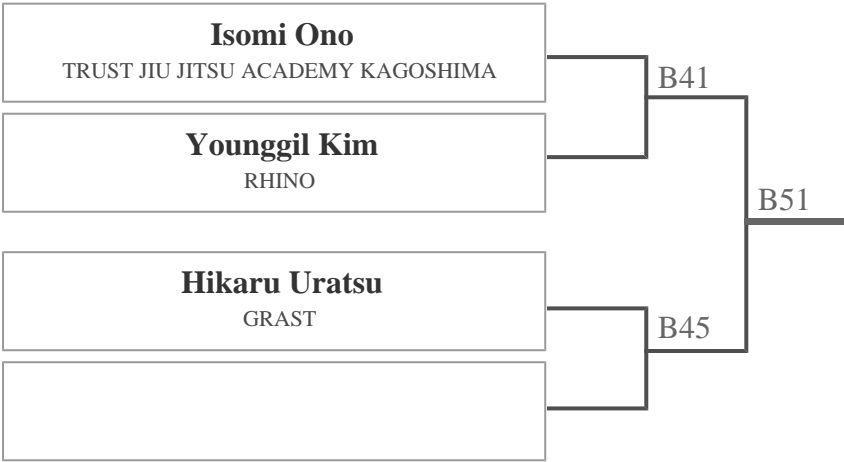 Isomi Ono
TRUST JIU JITSU ACADEMY KAGOSHIMA
B41
Younggil Kim
RHINO
B51
Hikaru Uratsu
GRAST
B45